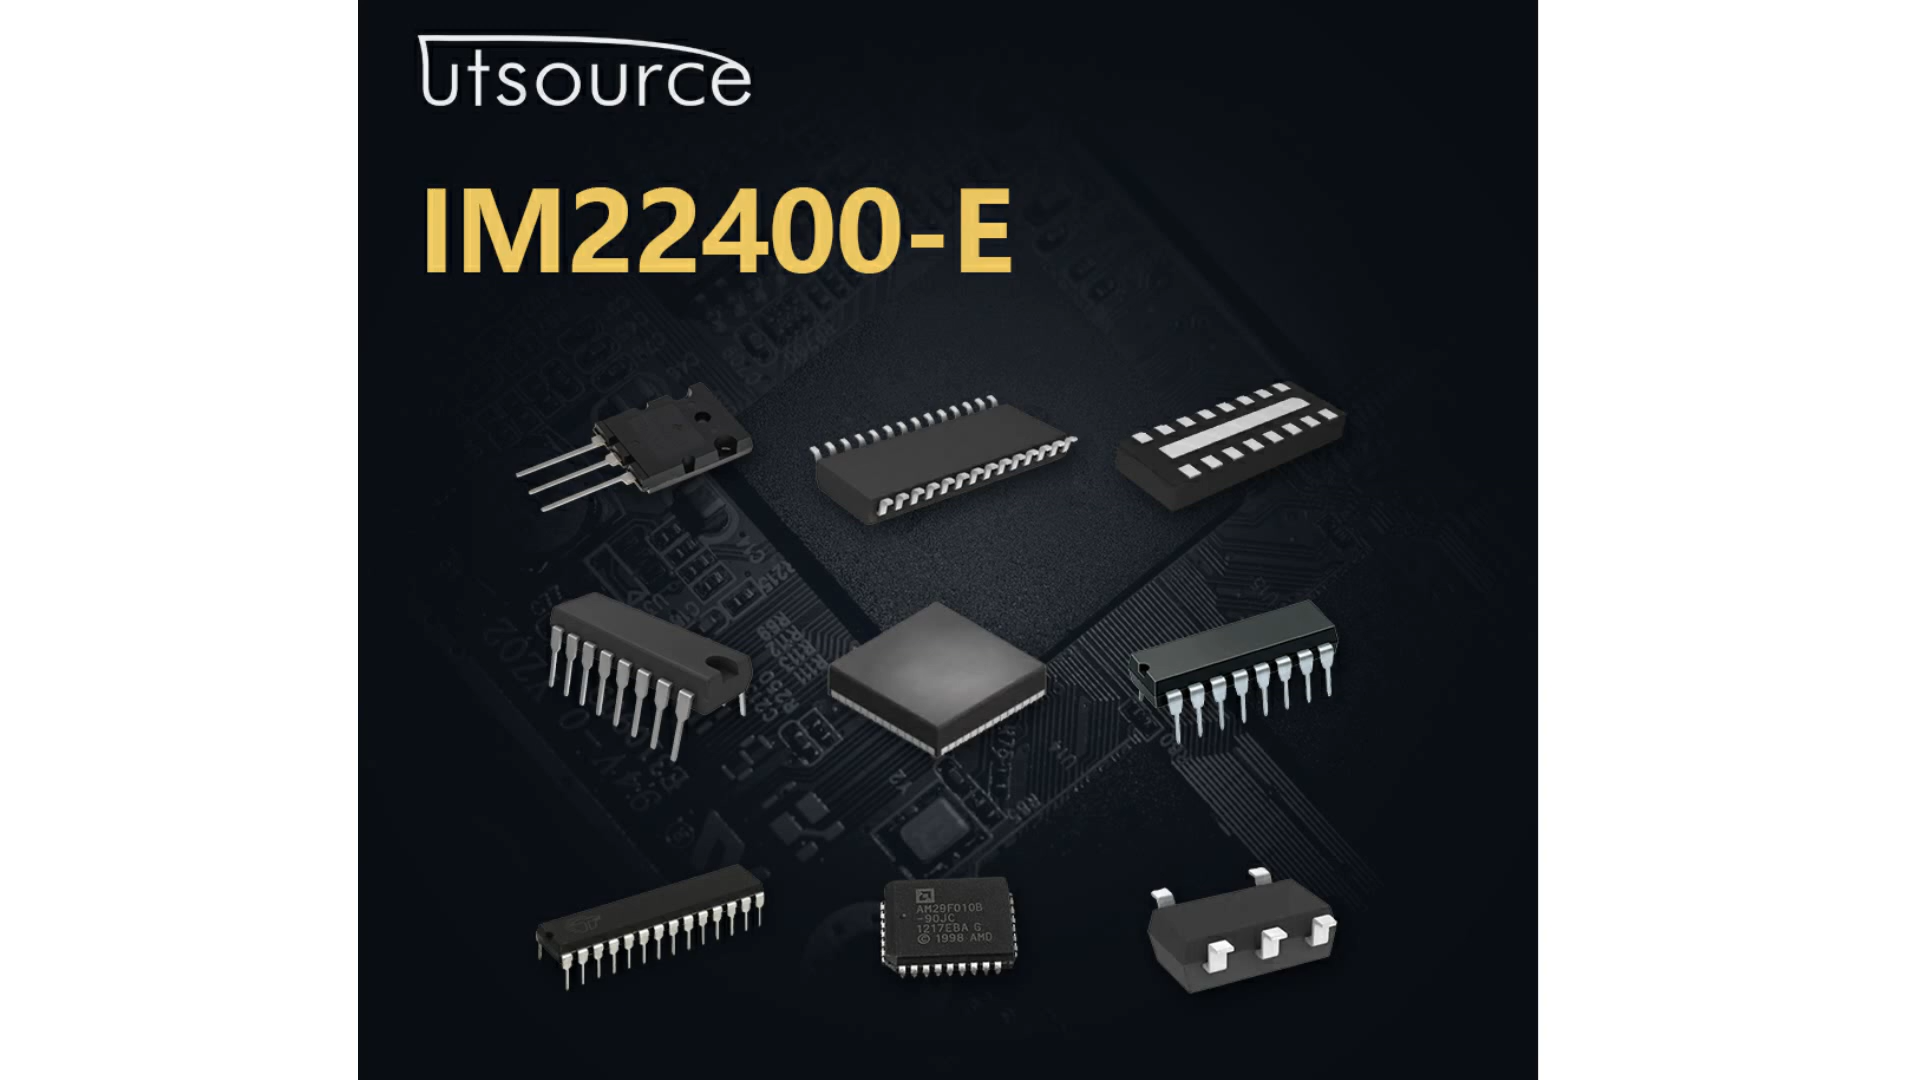 Utsource
IM22400-E
AM29F010B
-90JC
1217EBA G
© 1998 AMD